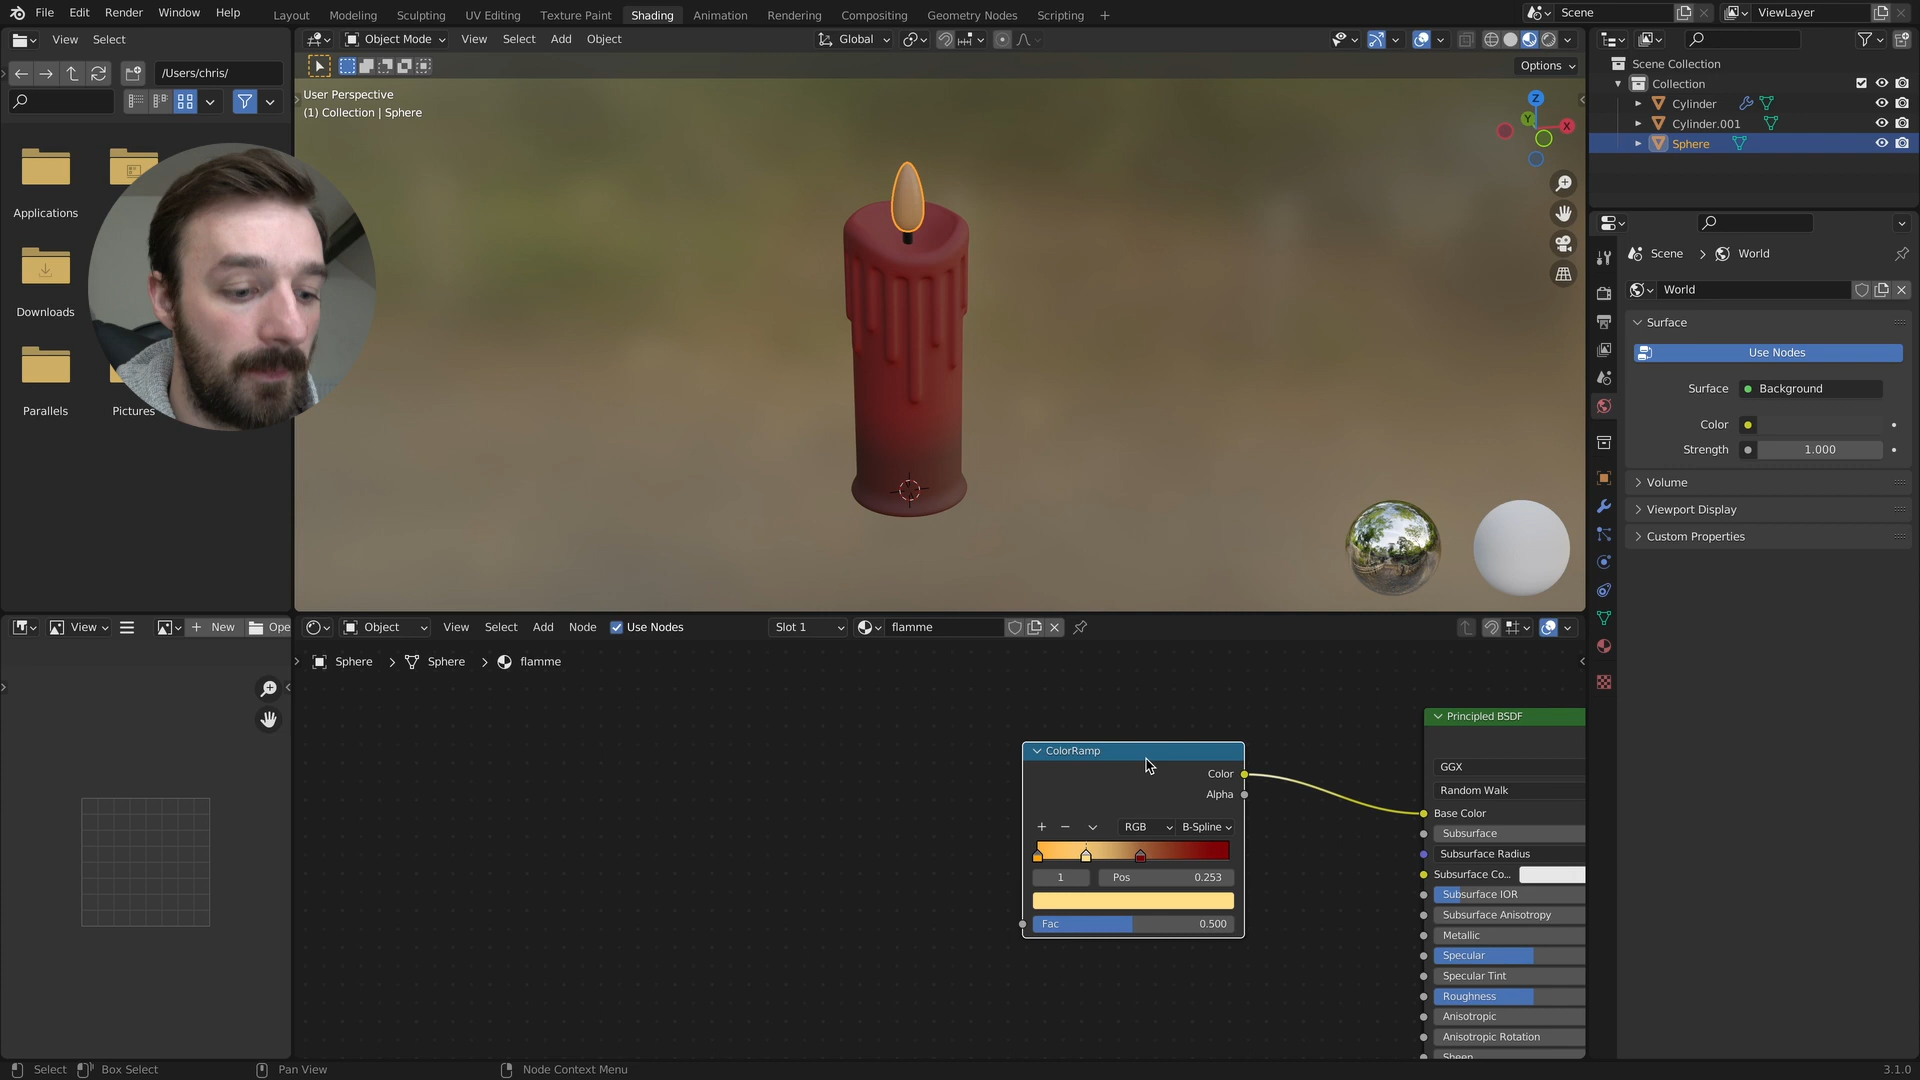 File Edit Render Window Help
Layout Modeling Sculpting UV Editing Texture Paint Shading Animation Rendering Compositing Geometry Nodes Scripting +
Scene
ViewLayer
View Select
Object Mode View Select Add Object
Global
/Users/chris/
Options
User Perspective
(1) Collection | Sphere
Z
Y
X
Applications
Downloads
Parallels
Pictures
Scene Collection
Collection
Cylinder
Cylinder.001
Sphere
Scene > World
World
Surface
Use Nodes
Surface Background
Color
Strength 1.000
Volume
Viewport Display
Custom Properties
View
+ New
Ope
Object View Select Add Node Use Nodes
Slot 1
flamme
Sphere > Sphere > flamme
ColorRamp
Color
Alpha
RGB B-Spline
1 Pos 0.253
Fac 0.500
Principled BSDF
GGX
Random Walk
Base Color
Subsurface
Subsurface Radius
Subsurface Co...
Subsurface IOR
Subsurface Anisotropy
Metallic
Specular
Specular Tint
Roughness
Anisotropic
Anisotropic Rotation
Sheen
Select Box Select Pan View Node Context Menu
3.1.0